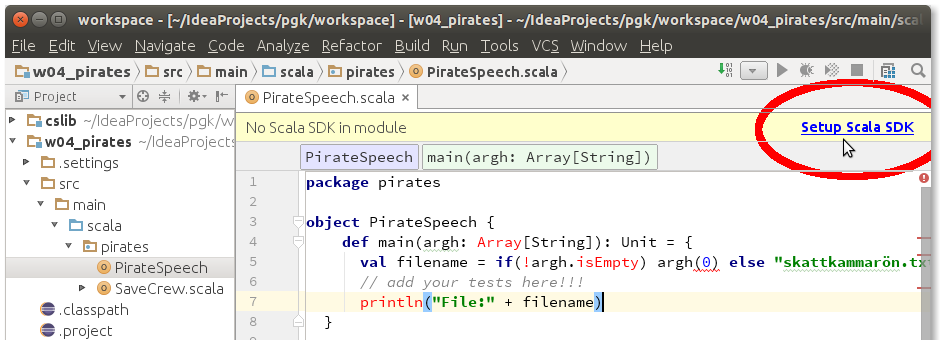 workspace - [~/IdeaProjects/pgk/workspace] - [w04_pirates] - ~/IdeaProjects/pgk/workspace/w04_pirates/src/main/scal
File Edit View Navigate Code Analyze Refactor Build Run Tools VCS Window Help
w04_pirates src main scala pirates PirateSpeech.scala
Project
PirateSpeech.scala ×
cslib ~/IdeaProjects/pgk/w
w04_pirates ~/IdeaProjects
.settings
src
main
scala
pirates
PirateSpeech
SaveCrew.scala
.classpath
.project
No Scala SDK in module Setup Scala SDK
PirateSpeech main(argh: Array[String])
1 package pirates
2
3 object PirateSpeech {
4 def main(argh: Array[String]): Unit = {
5 val filename = if(!argh.isEmpty) argh(0) else "skattkammarön.tx
6 // add your tests here!!!
7 println("File:" + filename)
8 }